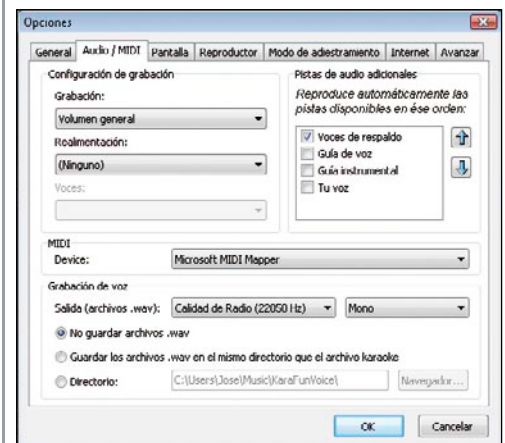 Opciones
General Audio / MIDI Pantalla Reproductor Modo de adiestramiento Internet Avanzar
Configuración de grabación
Grabación:
Volumen general
Realimentación:
(Ninguno)
Voces:
Pistas de audio adicionales
Reproduce automáticamente las
pistas disponibles en ése orden:
Voces de respaldo
Guía de voz
Guía instrumental
Tu voz
MIDI
Device: Microsoft MIDI Mapper
Grabación de voz
Salida (archivos .wav): Calidad de Radio (22050 Hz) Mono
No guardar archivos .wav
Guardar los archivos .wav en el mismo directorio que el archivo karaoke
Directorio: C:\Users\Jose\Music\KaraFunVoice\ Navegador...
OK Cancelar